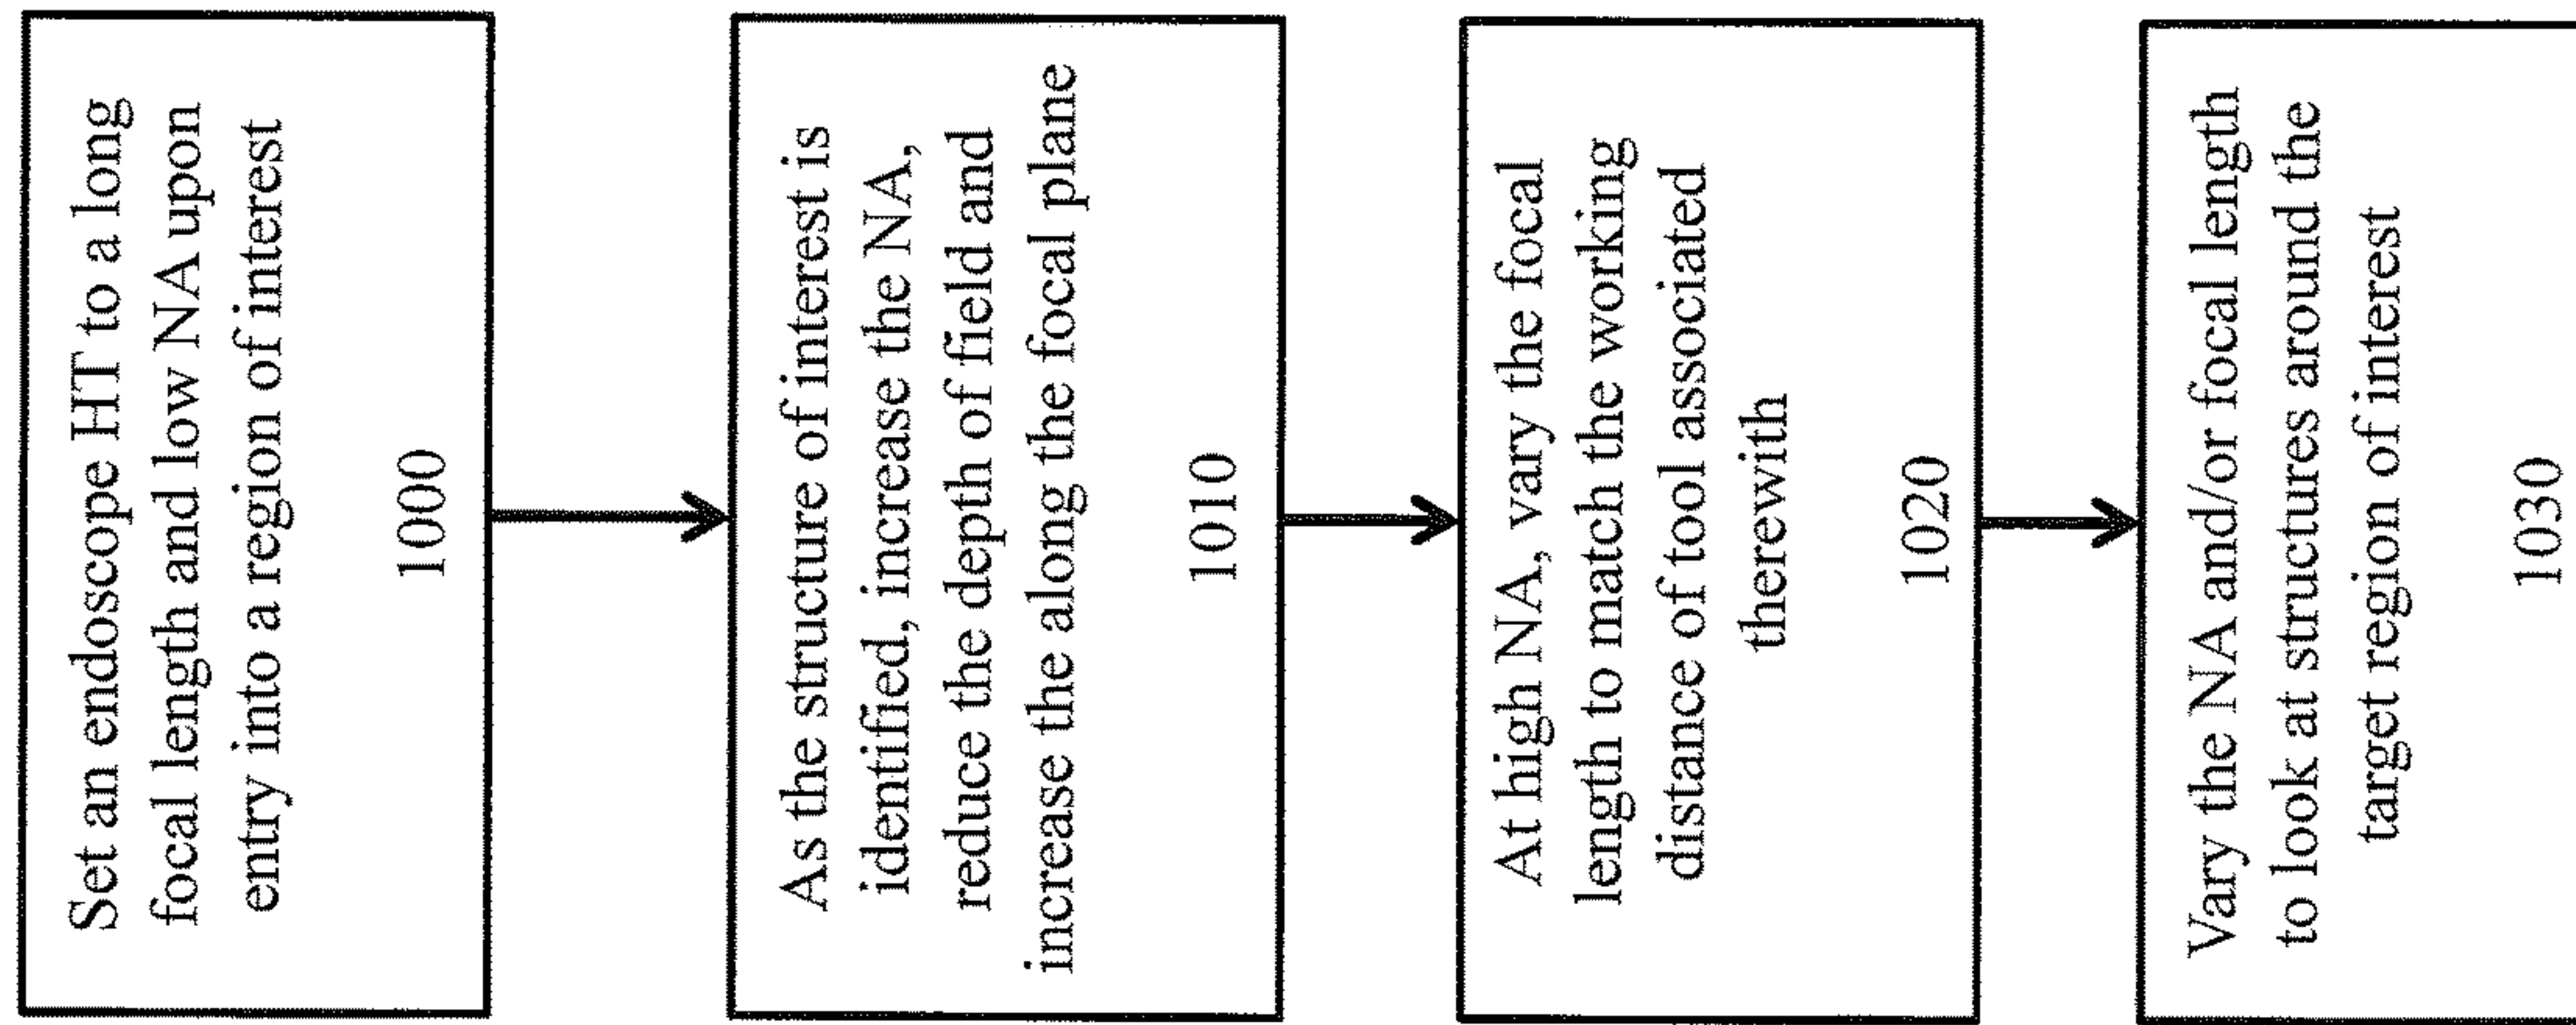 Set an endoscope HT to a long
focal length and low NA upon
entry into a region of interest
1000
As the structure of interest is
identified, increase the NA,
reduce the depth of field and
increase the along the focal plane
1010
At high NA, vary the focal
length to match the working
distance of tool associated
therewith
1020
Vary the NA and/or focal length
to look at structures around the
target region of interest
1030